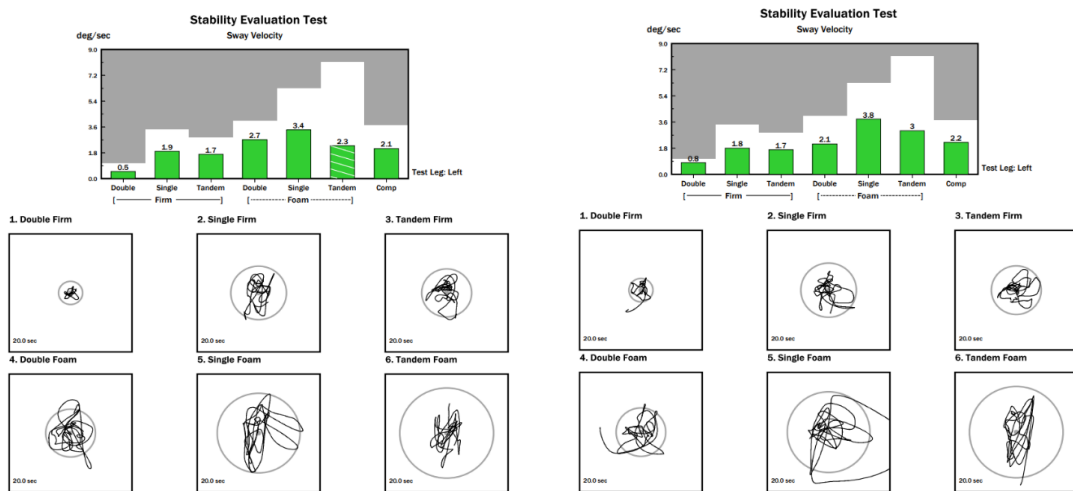 Stability Evaluation Test
deg/sec
Sway Velocity
9.0
7.2
5.4
3.6
1.8
0.0
0.5
1.9
1.7
2.7
3.4
2.3
2.1
Test Leg: Left
Double Single Tandem Double Single Tandem Comp
[ Firm ] [ Foam ]
1. Double Firm 2. Single Firm 3. Tandem Firm
20.0 sec 20.0 sec 20.0 sec
4. Double Foam 5. Single Foam 6. Tandem Foam
20.0 sec 20.0 sec 20.0 sec
Stability Evaluation Test
deg/sec
Sway Velocity
9.0
7.2
5.4
3.6
1.8
0.0
0.8
1.8
1.7
2.1
3.8
3
2.2
Test Leg: Left
Double Single Tandem Double Single Tandem Comp
[ Firm ] [ Foam ]
1. Double Firm 2. Single Firm 3. Tandem Firm
20.0 sec 20.0 sec 20.0 sec
4. Double Foam 5. Single Foam 6. Tandem Foam
20.0 sec 20.0 sec 20.0 sec